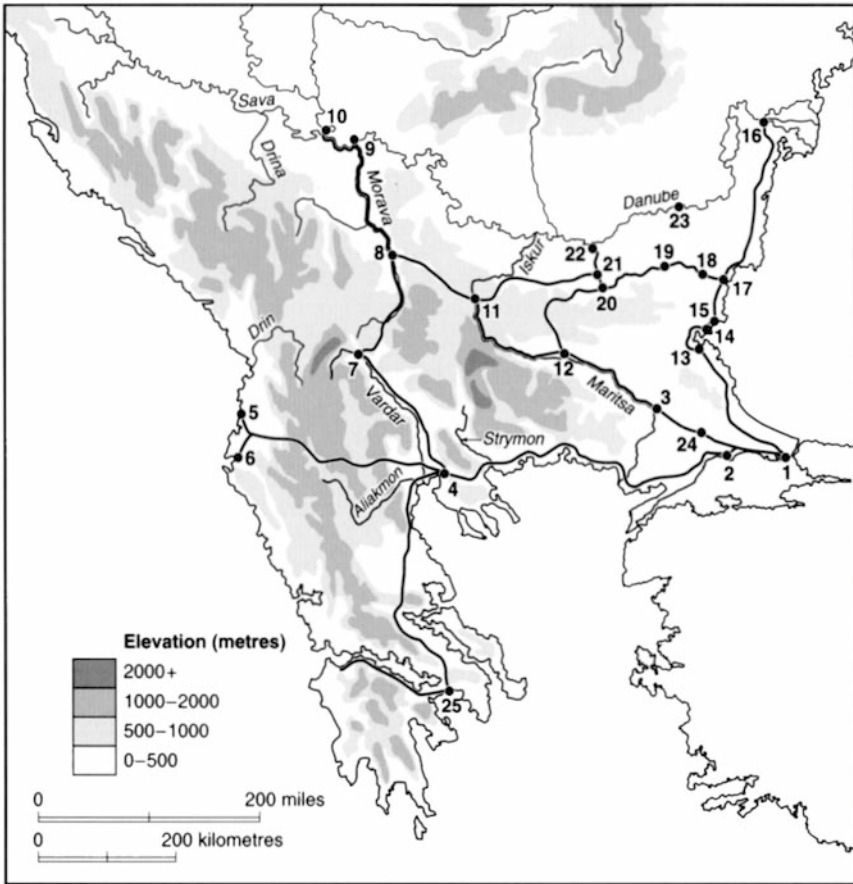 10
9
16
Sava
Drina
Morava
Danube
23
8
Iskur
22
21
19
18
17
11
20
15
14
Drin
7
12
13
Vardar
Maritsa
3
5
Strymon
24
6
4
2
1
Aliakmon
Elevation (metres)
2000+
1000–2000
500–1000
0–500
25
0 200 miles
0 200 kilometres